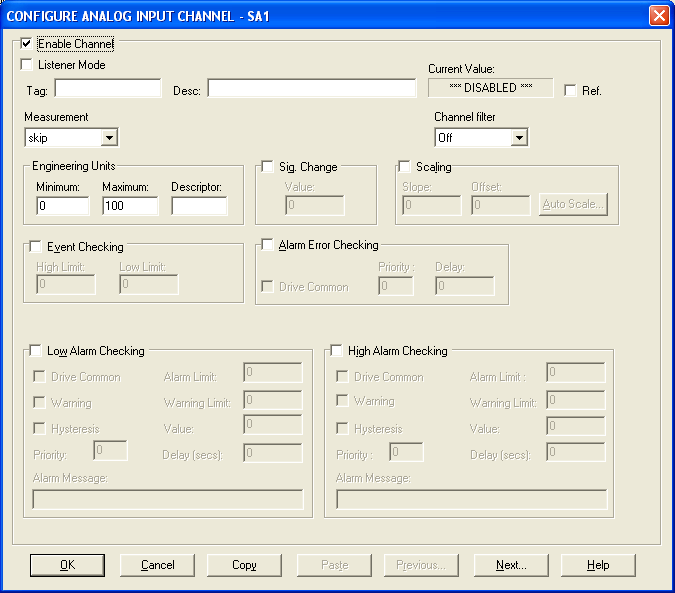 CONFIGURE ANALOG INPUT CHANNEL - SA1
Enable Channel
Listener Mode
Tag:
Desc:
Current Value:
*** DISABLED ***
Ref.
Measurement
skip
Channel filter
Off
Engineering Units
Minimum:
Maximum:
Descriptor:
0
100
Sig. Change
Value:
0
Scaling
Slope:
Offset:
0
0
Auto Scale...
Event Checking
High Limit:
Low Limit:
0
0
Alarm Error Checking
Drive Common
Priority :
Delay:
0
0
Low Alarm Checking
Drive Common
Alarm Limit:
0
Warning
Warning Limit:
0
Hysteresis
Value:
0
Priority:
0
Delay (secs):
0
Alarm Message:
High Alarm Checking
Drive Common
Alarm Limit :
0
Warning
Warning Limit:
0
Hysteresis
Value:
0
Priority :
0
Delay (secs):
0
Alarm Message:
OK
Cancel
Copy
Paste
Previous...
Next...
Help